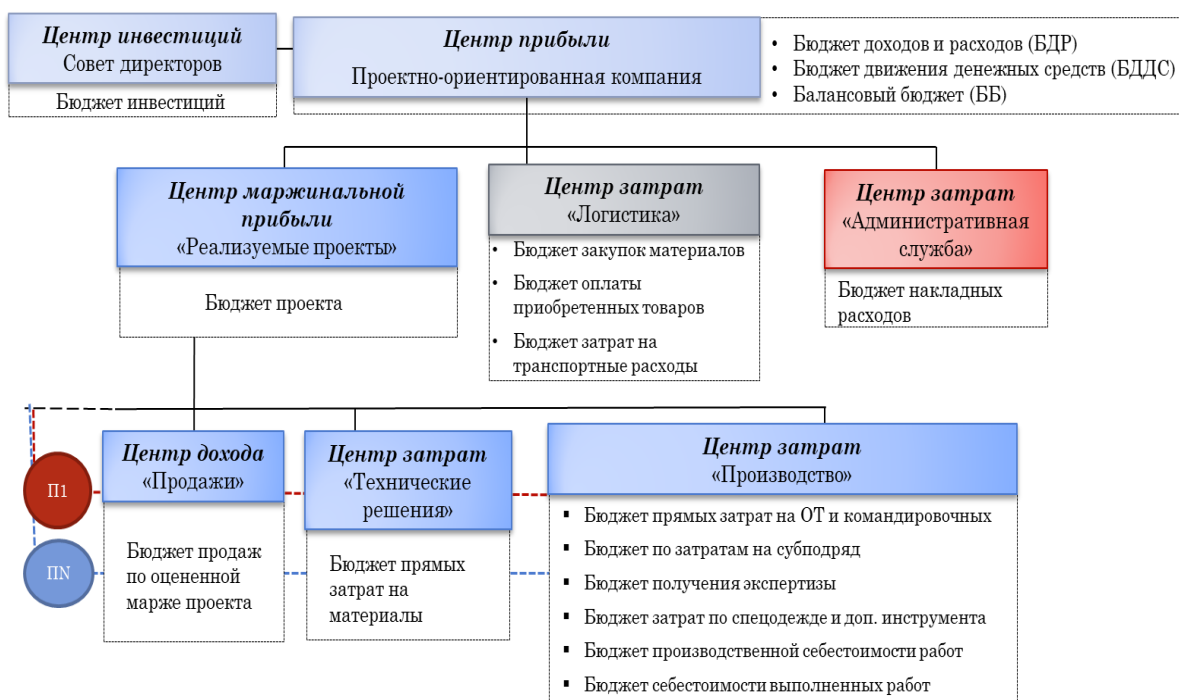 Центр инвестиций
Совет директоров
Бюджет инвестиций
Центр прибыли
Проектно-ориентированная компания
• Бюджет доходов и расходов (БДР)
• Бюджет движения денежных средств (БДДС)
• Балансовый бюджет (ББ)
Центр маржинальной
прибыли
«Реализуемые проекты»
Бюджет проекта
Центр затрат
«Логистика»
• Бюджет закупок материалов
• Бюджет оплаты
приобретенных товаров
• Бюджет затрат на
транспортные расходы
Центр затрат
«Административная
служба»
Бюджет накладных
расходов
П1
ПN
Центр дохода
«Продажи»
Бюджет продаж
по оцененной
марже проекта
Центр затрат
«Технические
решения»
Бюджет прямых
затрат на
материалы
Центр затрат
«Производство»
▪ Бюджет прямых затрат на ОТ и командировочных
▪ Бюджет по затратам на субподряд
▪ Бюджет получения экспертизы
▪ Бюджет затрат по спецодежде и доп. инструмента
▪ Бюджет производственной себестоимости работ
▪ Бюджет себестоимости выполненных работ